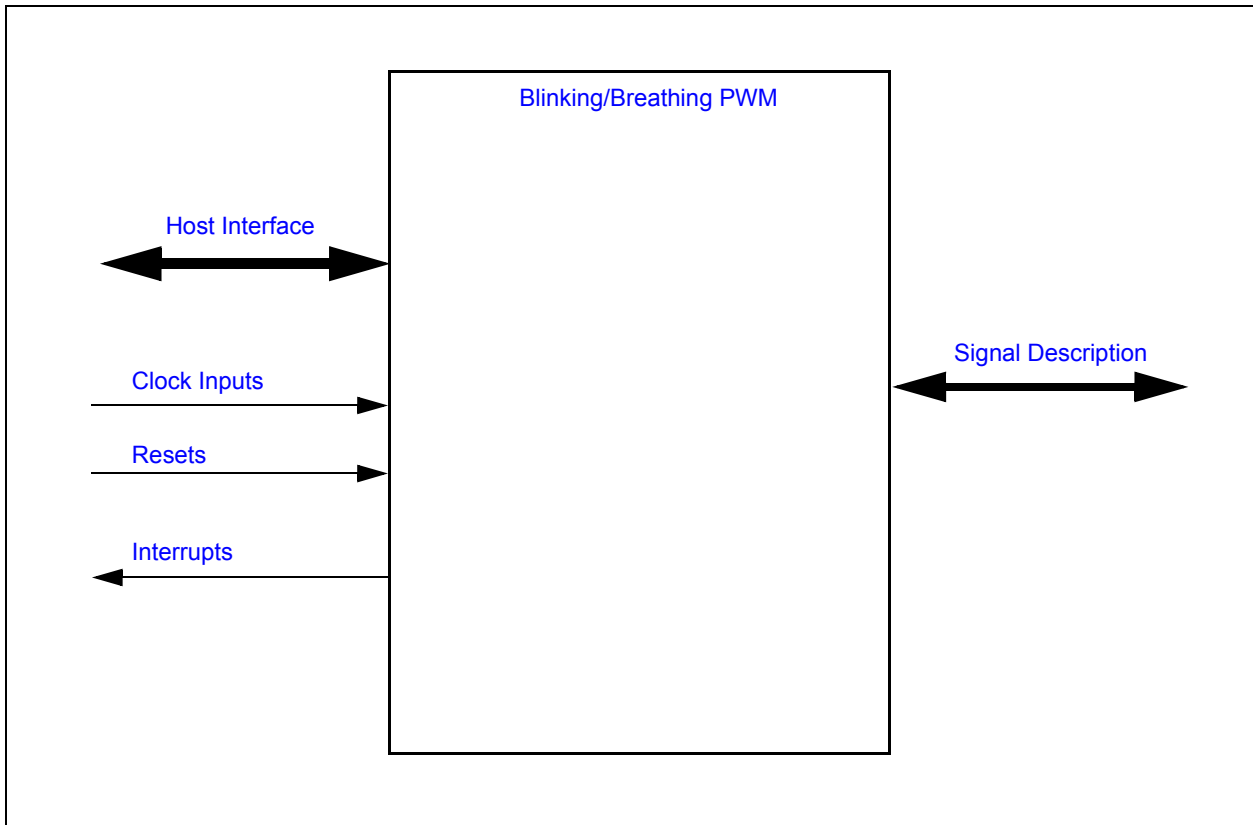 Blinking/Breathing PWM
Host Interface
Signal Description
Clock Inputs
Resets
Interrupts